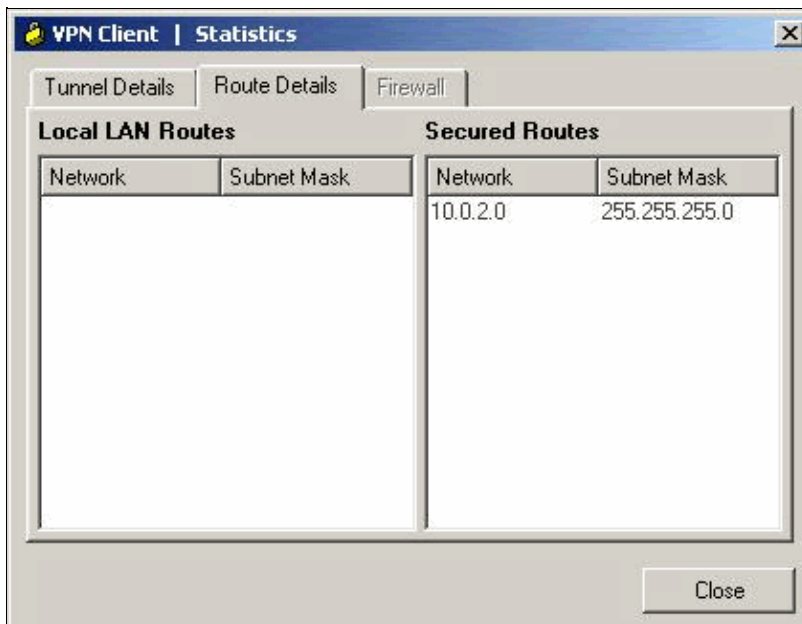 VPN Client | Statistics
Tunnel Details Route Details Firewall
Local LAN Routes Secured Routes
Network Subnet Mask Network Subnet Mask
10.0.2.0 255.255.255.0
Close